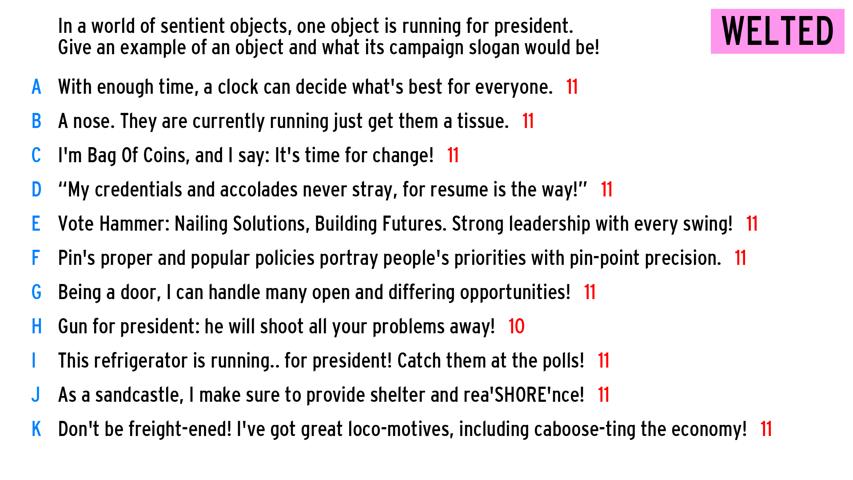 In a world of sentient objects, one object is running for president.
Give an example of an object and what its campaign slogan would be!
WELTED
A With enough time, a clock can decide what's best for everyone. 11
B A nose. They are currently running just get them a tissue. 11
C I'm Bag Of Coins, and I say: It's time for change! 11
D “My credentials and accolades never stray, for resume is the way!” 11
E Vote Hammer: Nailing Solutions, Building Futures. Strong leadership with every swing! 11
F Pin's proper and popular policies portray people's priorities with pin-point precision. 11
G Being a door, I can handle many open and differing opportunities! 11
H Gun for president: he will shoot all your problems away! 10
I This refrigerator is running.. for president! Catch them at the polls! 11
J As a sandcastle, I make sure to provide shelter and rea'SHORE'nce! 11
K Don't be freight-ened! I've got great loco-motives, including caboose-ting the economy! 11